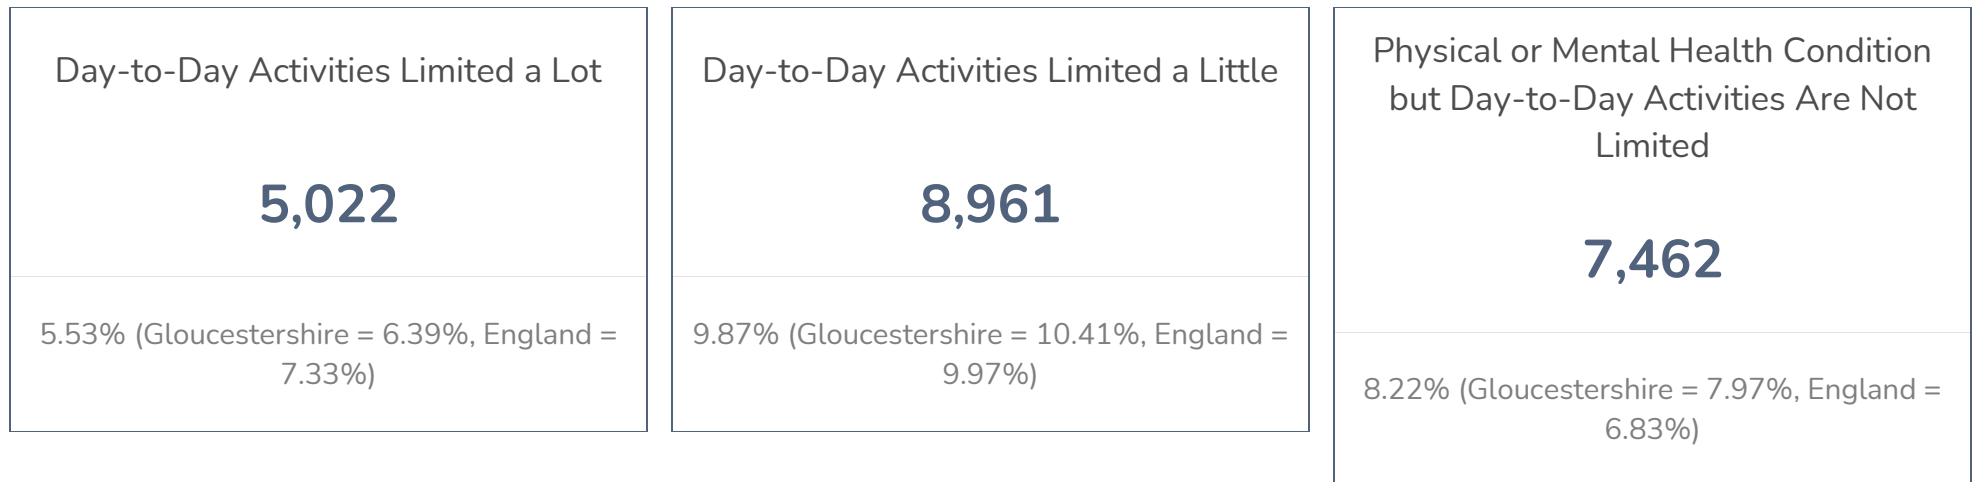 Day-to-Day Activities Limited a Lot
5,022
5.53% (Gloucestershire = 6.39%, England =
7.33%)
Day-to-Day Activities Limited a Little
8,961
9.87% (Gloucestershire = 10.41%, England =
9.97%)
Physical or Mental Health Condition
but Day-to-Day Activities Are Not
Limited
7,462
8.22% (Gloucestershire = 7.97%, England =
6.83%)